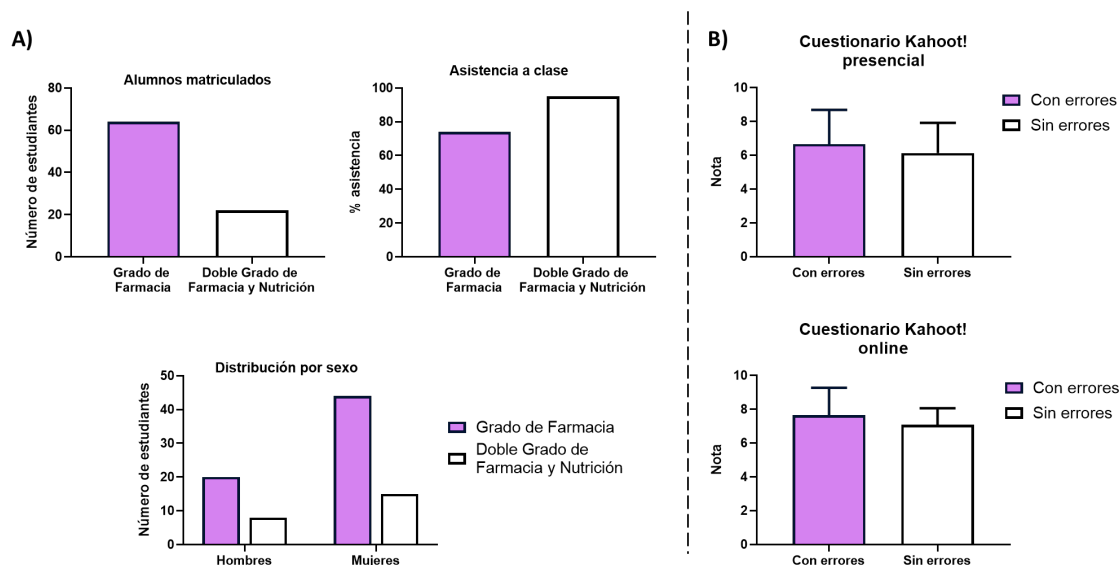 A)
Alumnos matriculados
Número de estudiantes
80
60
40
20
0
Grado de
Farmacia
Doble Grado de
Farmacia y Nutrición
Asistencia a clase
% asistencia
100
80
60
40
20
0
Grado de
Farmacia
Doble Grado de
Farmacia y Nutrición
Distribución por sexo
Número de estudiantes
50
40
30
20
10
0
Hombres
Mujeres
Grado de Farmacia
Doble Grado de
Farmacia y Nutrición
B)
Cuestionario Kahoot!
presencial
Nota
10
8
6
4
2
0
Con errores
Sin errores
Con errores
Sin errores
Cuestionario Kahoot!
online
Nota
10
8
6
4
2
0
Con errores
Sin errores
Con errores
Sin errores